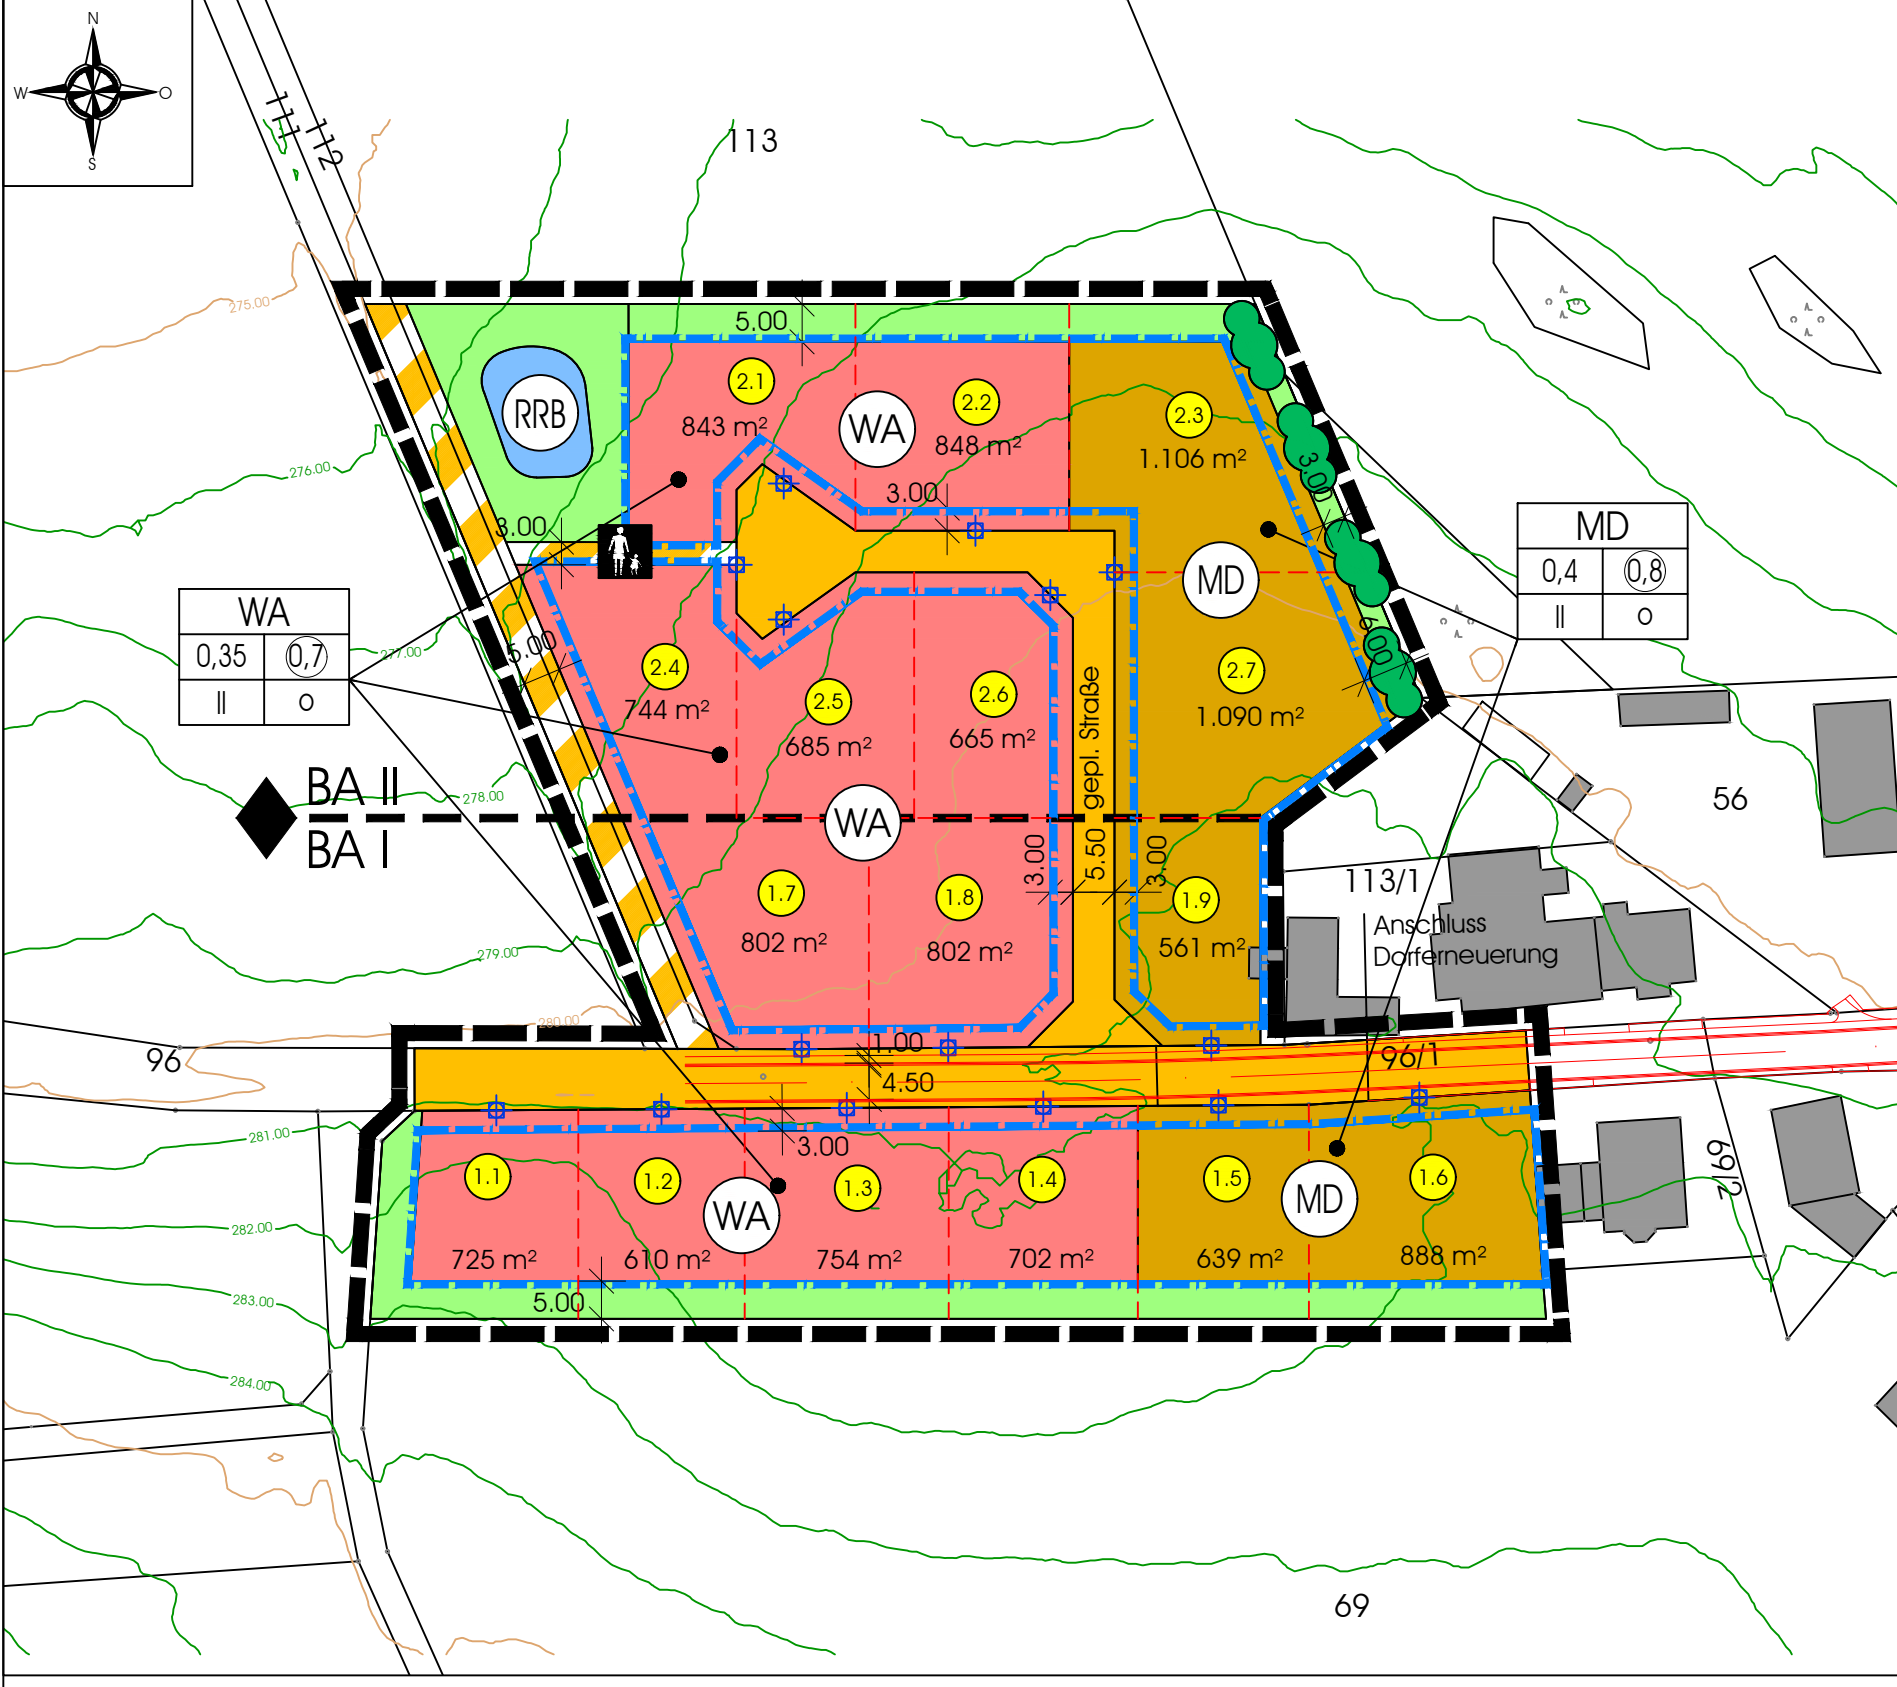 N
W
O
S
111
112
113
275.00
5.00
2.1
843 m²
RRB
WA
2.2
848 m²
2.3
1.106 m²
276.00
3.00
3.00
3.00
MD
0,4
0,8
II
o
MD
WA
0,35
0,7
II
o
277.00
5.00
2.4
744 m²
2.5
685 m²
2.6
665 m²
5.50 gepl. Straße
2.7
1.090 m²
6.00
BA II
BA I
278.00
WA
56
3.00
3.00
1.7
802 m²
1.8
802 m²
1.9
561 m²
113/1
Anschluss
Dorferneuerung
279.00
280.00
96
1.00
4.50
96/1
281.00
3.00
1.1
725 m²
1.2
610 m²
WA
1.3
754 m²
1.4
702 m²
1.5
639 m²
MD
1.6
888 m²
69/2
282.00
283.00
5.00
284.00
69